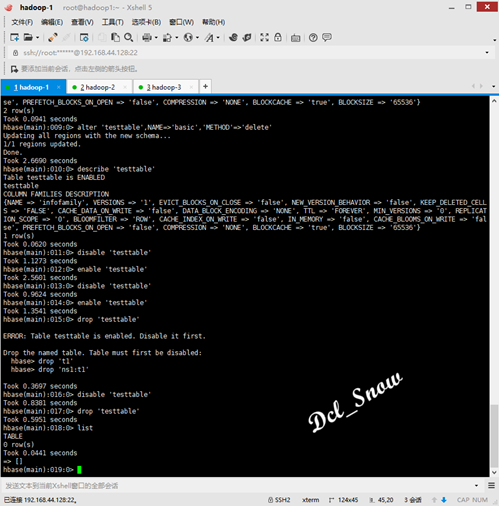 hadoop-1 root@hadoop1:~ - Xshell 5
文件(F) 编辑(E) 查看(V) 工具(T) 选项卡(B) 窗口(W) 帮助(H)
ssh://root:******@192.168.44.128:22
要添加当前会话，点击左侧的箭头按钮。
1 hadoop-1 2 hadoop-2 3 hadoop-3 +
se', PREFETCH_BLOCKS_ON_OPEN => 'false', COMPRESSION => 'NONE', BLOCKCACHE => 'true', BLOCKSIZE => '65536'}
2 row(s)
Took 0.0941 seconds
hbase(main):009:0> alter 'testtable',NAME=>'basic','METHOD'=>'delete'
Updating all regions with the new schema...
1/1 regions updated.
Done.
Took 2.6690 seconds
hbase(main):010:0> describe 'testtable'
Table testtable is ENABLED
testtable
COLUMN FAMILIES DESCRIPTION
{NAME => 'infofamily', VERSIONS => '1', EVICT_BLOCKS_ON_CLOSE => 'false', NEW_VERSION_BEHAVIOR => 'false', KEEP_DELETED_CELL
S => 'FALSE', CACHE_DATA_ON_WRITE => 'false', DATA_BLOCK_ENCODING => 'NONE', TTL => 'FOREVER', MIN_VERSIONS => '0', REPLICAT
ION_SCOPE => '0', BLOOMFILTER => 'ROW', CACHE_INDEX_ON_WRITE => 'false', IN_MEMORY => 'false', CACHE_BLOOMS_ON_WRITE => 'fal
se', PREFETCH_BLOCKS_ON_OPEN => 'false', COMPRESSION => 'NONE', BLOCKCACHE => 'true', BLOCKSIZE => '65536'}
1 row(s)
Took 0.0620 seconds
hbase(main):011:0> disable 'testtable'
Took 1.1273 seconds
hbase(main):012:0> enable 'testtable'
Took 2.5601 seconds
hbase(main):013:0> disable 'testtable'
Took 0.9624 seconds
hbase(main):014:0> enable 'testtable'
Took 1.3541 seconds
hbase(main):015:0> drop 'testtable'
ERROR: Table testtable is enabled. Disable it first.
Drop the named table. Table must first be disabled:
hbase> drop 't1'
hbase> drop 'ns1:t1'
Took 0.3697 seconds
hbase(main):016:0> disable 'testtable'
Took 0.8381 seconds
hbase(main):017:0> drop 'testtable'
Took 0.5951 seconds
hbase(main):018:0> list
TABLE
0 row(s)
Took 0.0441 seconds
=> []
hbase(main):019:0>
Dcl_Snow
发送文本到当前Xshell窗口的全部会话
已连接 192.168.44.128:22。 SSH2 xterm 124x45 45,20 3 会话 CAP NUM